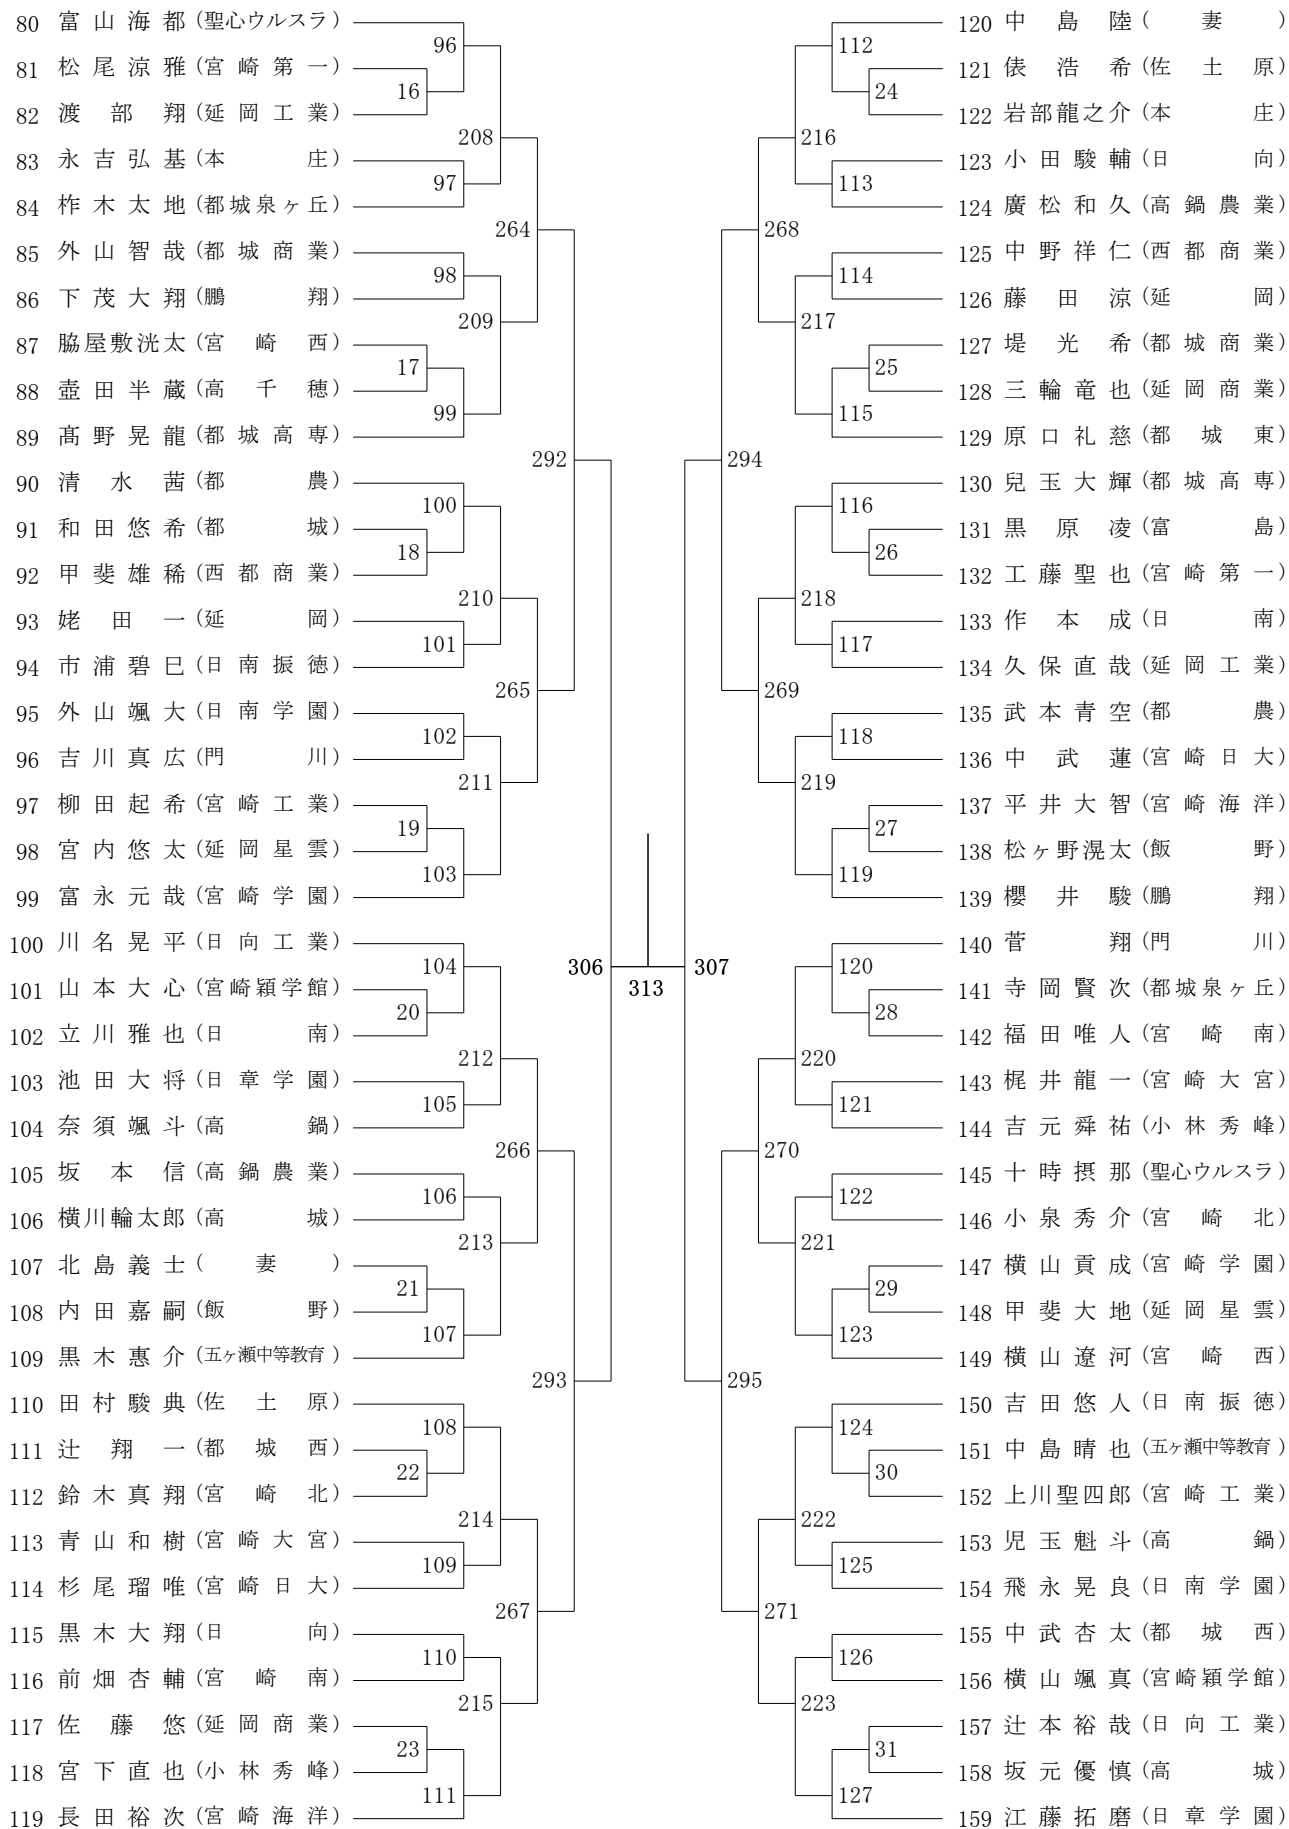 80 富山海都 (聖心ウルスラ)
81 松尾涼雅 (宮崎第一)
82 渡部翔 (延岡工業)
83 永吉弘基 (本庄)
84 柞木太地 (都城泉ヶ丘)
85 外山智哉 (都城商業)
86 下茂大翔 (鵬翔)
87 脇屋敷洸太 (宮崎西)
88 壺田半蔵 (高千穂)
89 髙野晃龍 (都城高専)
90 清水茜 (都農)
91 和田悠希 (都城)
92 甲斐雄稀 (西都商業)
93 姥田一 (延岡)
94 市浦碧巳 (日南振徳)
95 外山颯大 (日南学園)
96 吉川真広 (門川)
97 柳田起希 (宮崎工業)
98 宮内悠太 (延岡星雲)
99 富永元哉 (宮崎学園)
100 川名晃平 (日向工業)
101 山本大心 (宮崎穎学館)
102 立川雅也 (日南)
103 池田大将 (日章学園)
104 奈須颯斗 (高鍋)
105 坂本信 (高鍋農業)
106 横川輪太郎 (高城)
107 北島義士 (妻)
108 内田嘉嗣 (飯野)
109 黒木惠介 (五ヶ瀬中等教育)
110 田村駿典 (佐土原)
111 辻翔一 (都城西)
112 鈴木真翔 (宮崎北)
113 青山和樹 (宮崎大宮)
114 杉尾瑠唯 (宮崎日大)
115 黒木大翔 (日向)
116 前畑杏輔 (宮崎南)
117 佐藤悠 (延岡商業)
118 宮下直也 (小林秀峰)
119 長田裕次 (宮崎海洋)
16
17
18
19
20
21
22
23
96
97
98
99
100
101
102
103
104
105
106
107
108
109
110
111
208
209
210
211
212
213
214
215
264
265
266
267
292
293
306
313
307
294
295
268
269
270
271
216
217
218
219
220
221
222
223
112
113
114
115
116
117
118
119
120
121
122
123
124
125
126
127
24
25
26
27
28
29
30
31
120 中島陸 (妻)
121 俵浩希 (佐土原)
122 岩部龍之介 (本庄)
123 小田駿輔 (日向)
124 廣松和久 (高鍋農業)
125 中野祥仁 (西都商業)
126 藤田涼 (延岡)
127 堤光希 (都城商業)
128 三輪竜也 (延岡商業)
129 原口礼慈 (都城東)
130 兒玉大輝 (都城高専)
131 黒原凌 (富島)
132 工藤聖也 (宮崎第一)
133 作本成 (日南)
134 久保直哉 (延岡工業)
135 武本青空 (都農)
136 中武蓮 (宮崎日大)
137 平井大智 (宮崎海洋)
138 松ヶ野滉太 (飯野)
139 櫻井駿 (鵬翔)
140 菅翔 (門川)
141 寺岡賢次 (都城泉ヶ丘)
142 福田唯人 (宮崎南)
143 梶井龍一 (宮崎大宮)
144 吉元舜祐 (小林秀峰)
145 十時摂那 (聖心ウルスラ)
146 小泉秀介 (宮崎北)
147 横山貢成 (宮崎学園)
148 甲斐大地 (延岡星雲)
149 横山遼河 (宮崎西)
150 吉田悠人 (日南振徳)
151 中島晴也 (五ヶ瀬中等教育)
152 上川聖四郎 (宮崎工業)
153 児玉魁斗 (高鍋)
154 飛永晃良 (日南学園)
155 中武杏太 (都城西)
156 横山颯真 (宮崎穎学館)
157 辻本裕哉 (日向工業)
158 坂元優慎 (高城)
159 江藤拓磨 (日章学園)